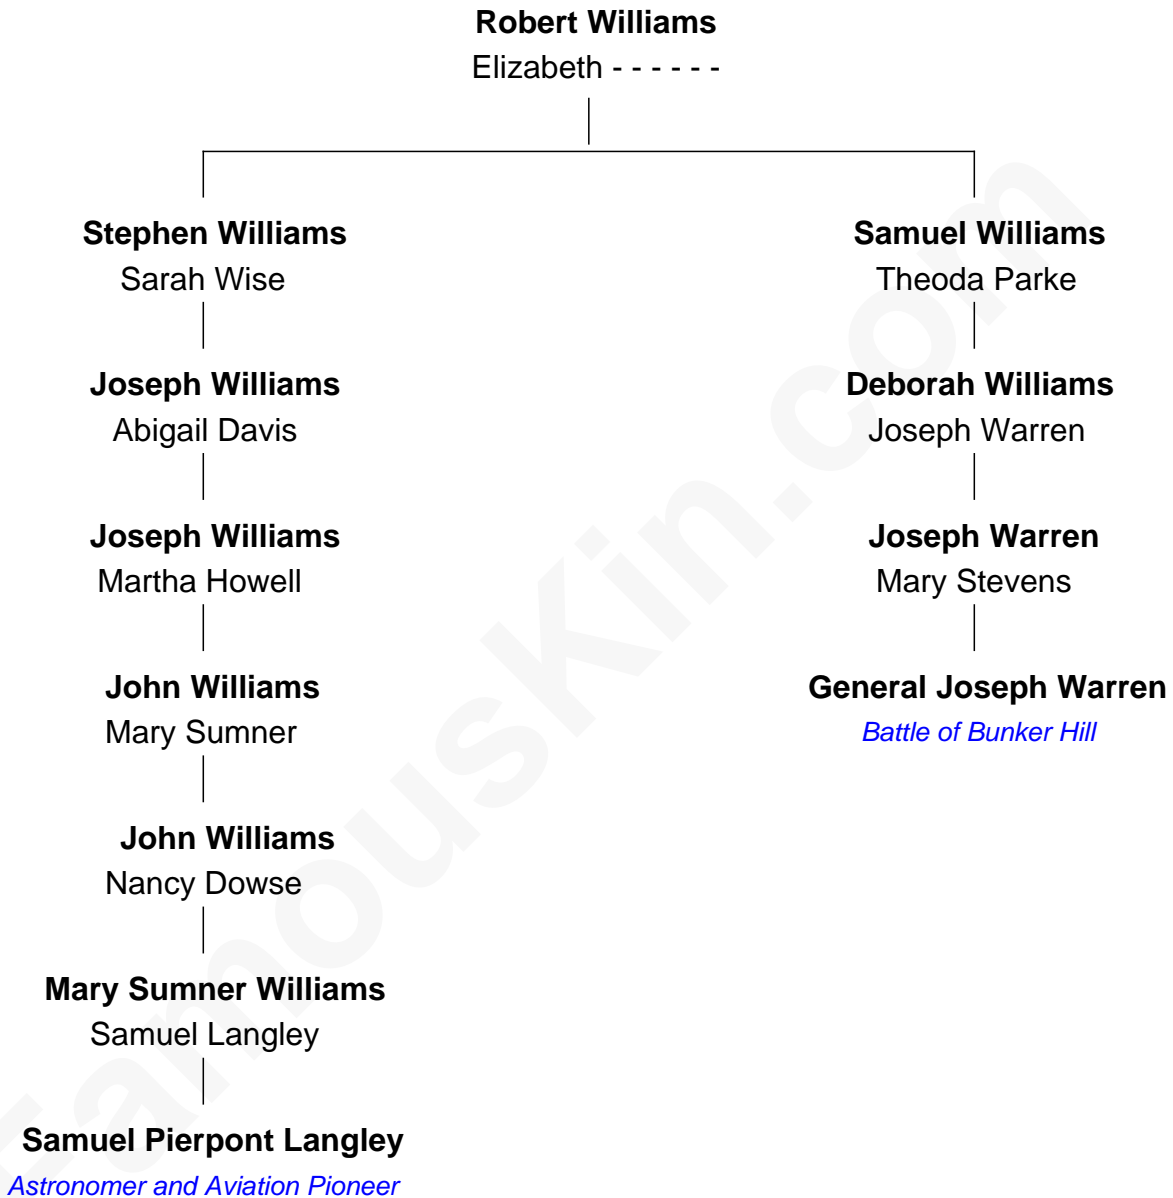 Robert Williams
Elizabeth - - - - - -
Stephen Williams
Sarah Wise
Joseph Williams
Abigail Davis
Joseph Williams
Martha Howell
John Williams
Mary Sumner
John Williams
Nancy Dowse
Mary Sumner Williams
Samuel Langley
Samuel Pierpont Langley
Astronomer and Aviation Pioneer
Samuel Williams
Theoda Parke
Deborah Williams
Joseph Warren
Joseph Warren
Mary Stevens
General Joseph Warren
Battle of Bunker Hill
FamousKin.com